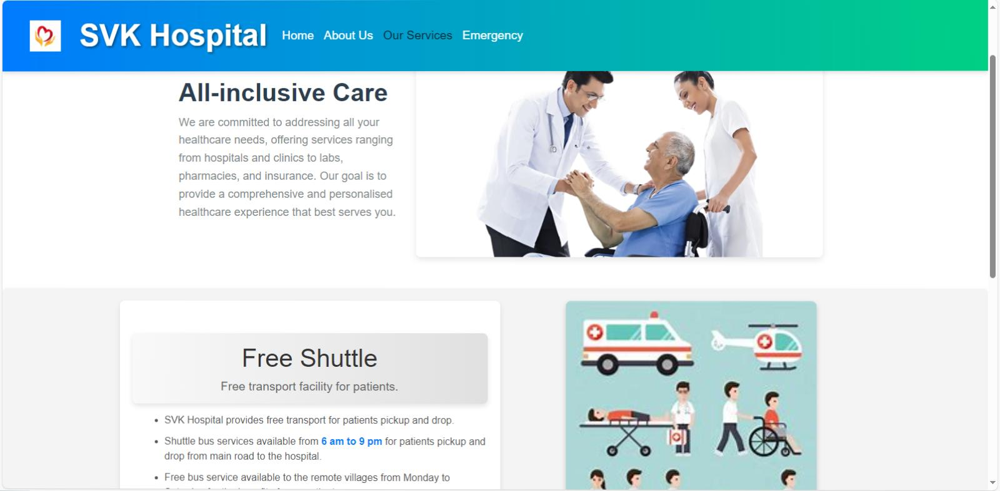 SVK Hospital
Home About Us Our Services Emergency
All-inclusive Care
We are committed to addressing all your
healthcare needs, offering services ranging
from hospitals and clinics to labs,
pharmacies, and insurance. Our goal is to
provide a comprehensive and personalised
healthcare experience that best serves you.
Free Shuttle
Free transport facility for patients.
• SVK Hospital provides free transport for patients pickup and drop.
• Shuttle bus services available from 6 am to 9 pm for patients pickup and
drop from main road to the hospital.
• Free bus service available to the remote villages from Monday to